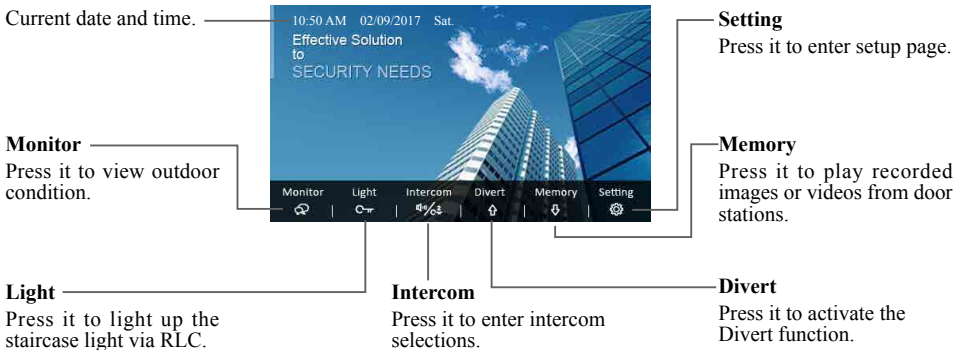 Current date and time.
10:50 AM 02/09/2017 Sat.
Effective Solution
to
SECURITY NEEDS
Setting
Press it to enter setup page.
Monitor
Press it to view outdoor
condition.
Memory
Press it to play recorded
images or videos from door
stations.
Monitor Light Intercom Divert Memory Setting
Light
Press it to light up the
staircase light via RLC.
Intercom
Press it to enter intercom
selections.
Divert
Press it to activate the
Divert function.